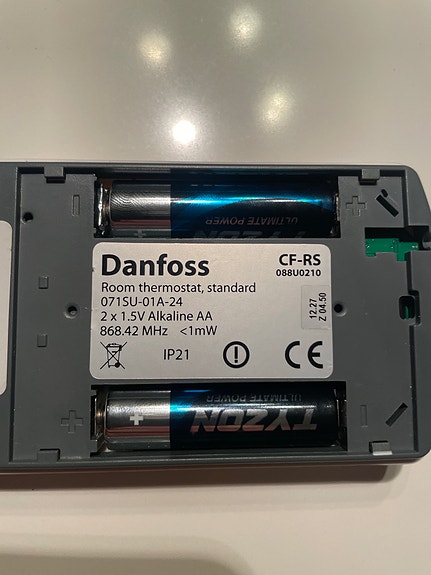 TYZON
ULTIMATE POWER
Danfoss
CF-RS
088U0210
Room thermostat, standard
071SU-01A-24
2 x 1.5V Alkaline AA
868.42 MHz <1mW
IP21
CE
12.27
Z 04.50
TYZON
ULTIMATE POWER